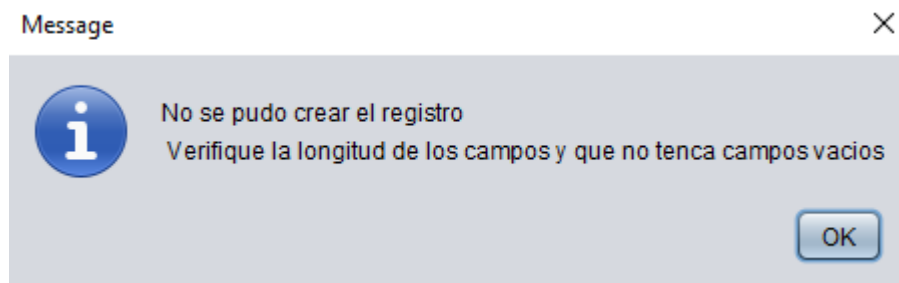 Message
No se pudo crear el registro
Verifique la longitud de los campos y que no tenca campos vacios
OK